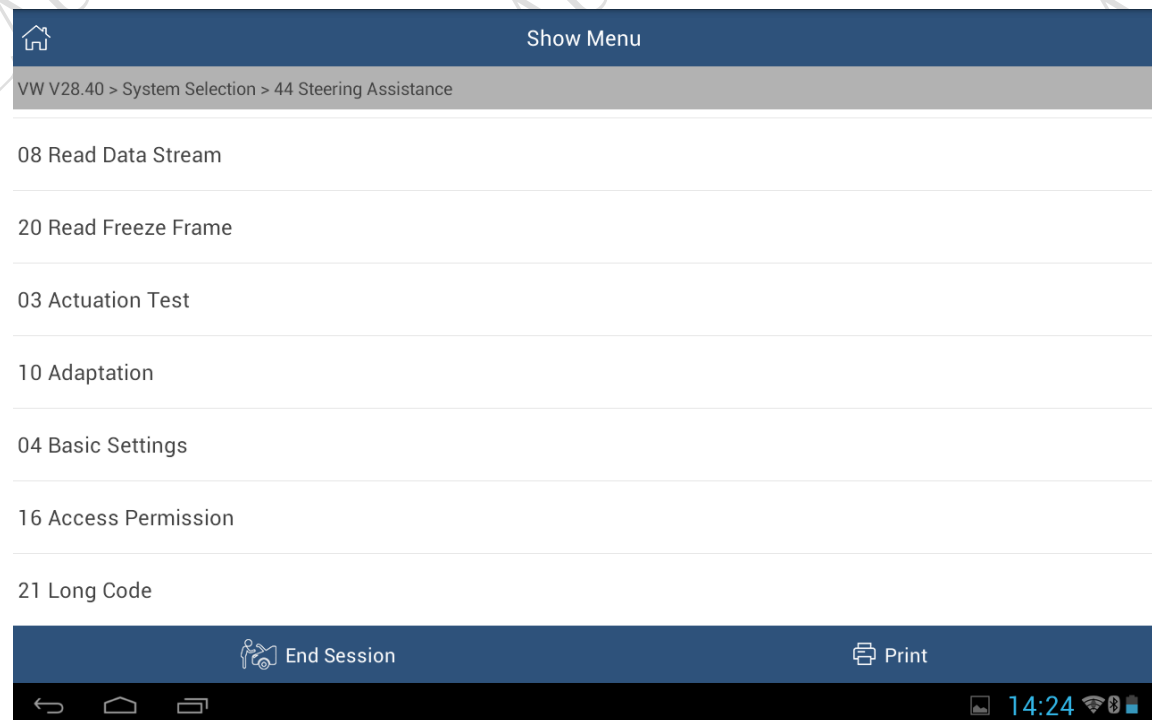 Show Menu
VW V28.40 > System Selection > 44 Steering Assistance
08 Read Data Stream
20 Read Freeze Frame
03 Actuation Test
10 Adaptation
04 Basic Settings
16 Access Permission
21 Long Code
End Session
Print
14:24